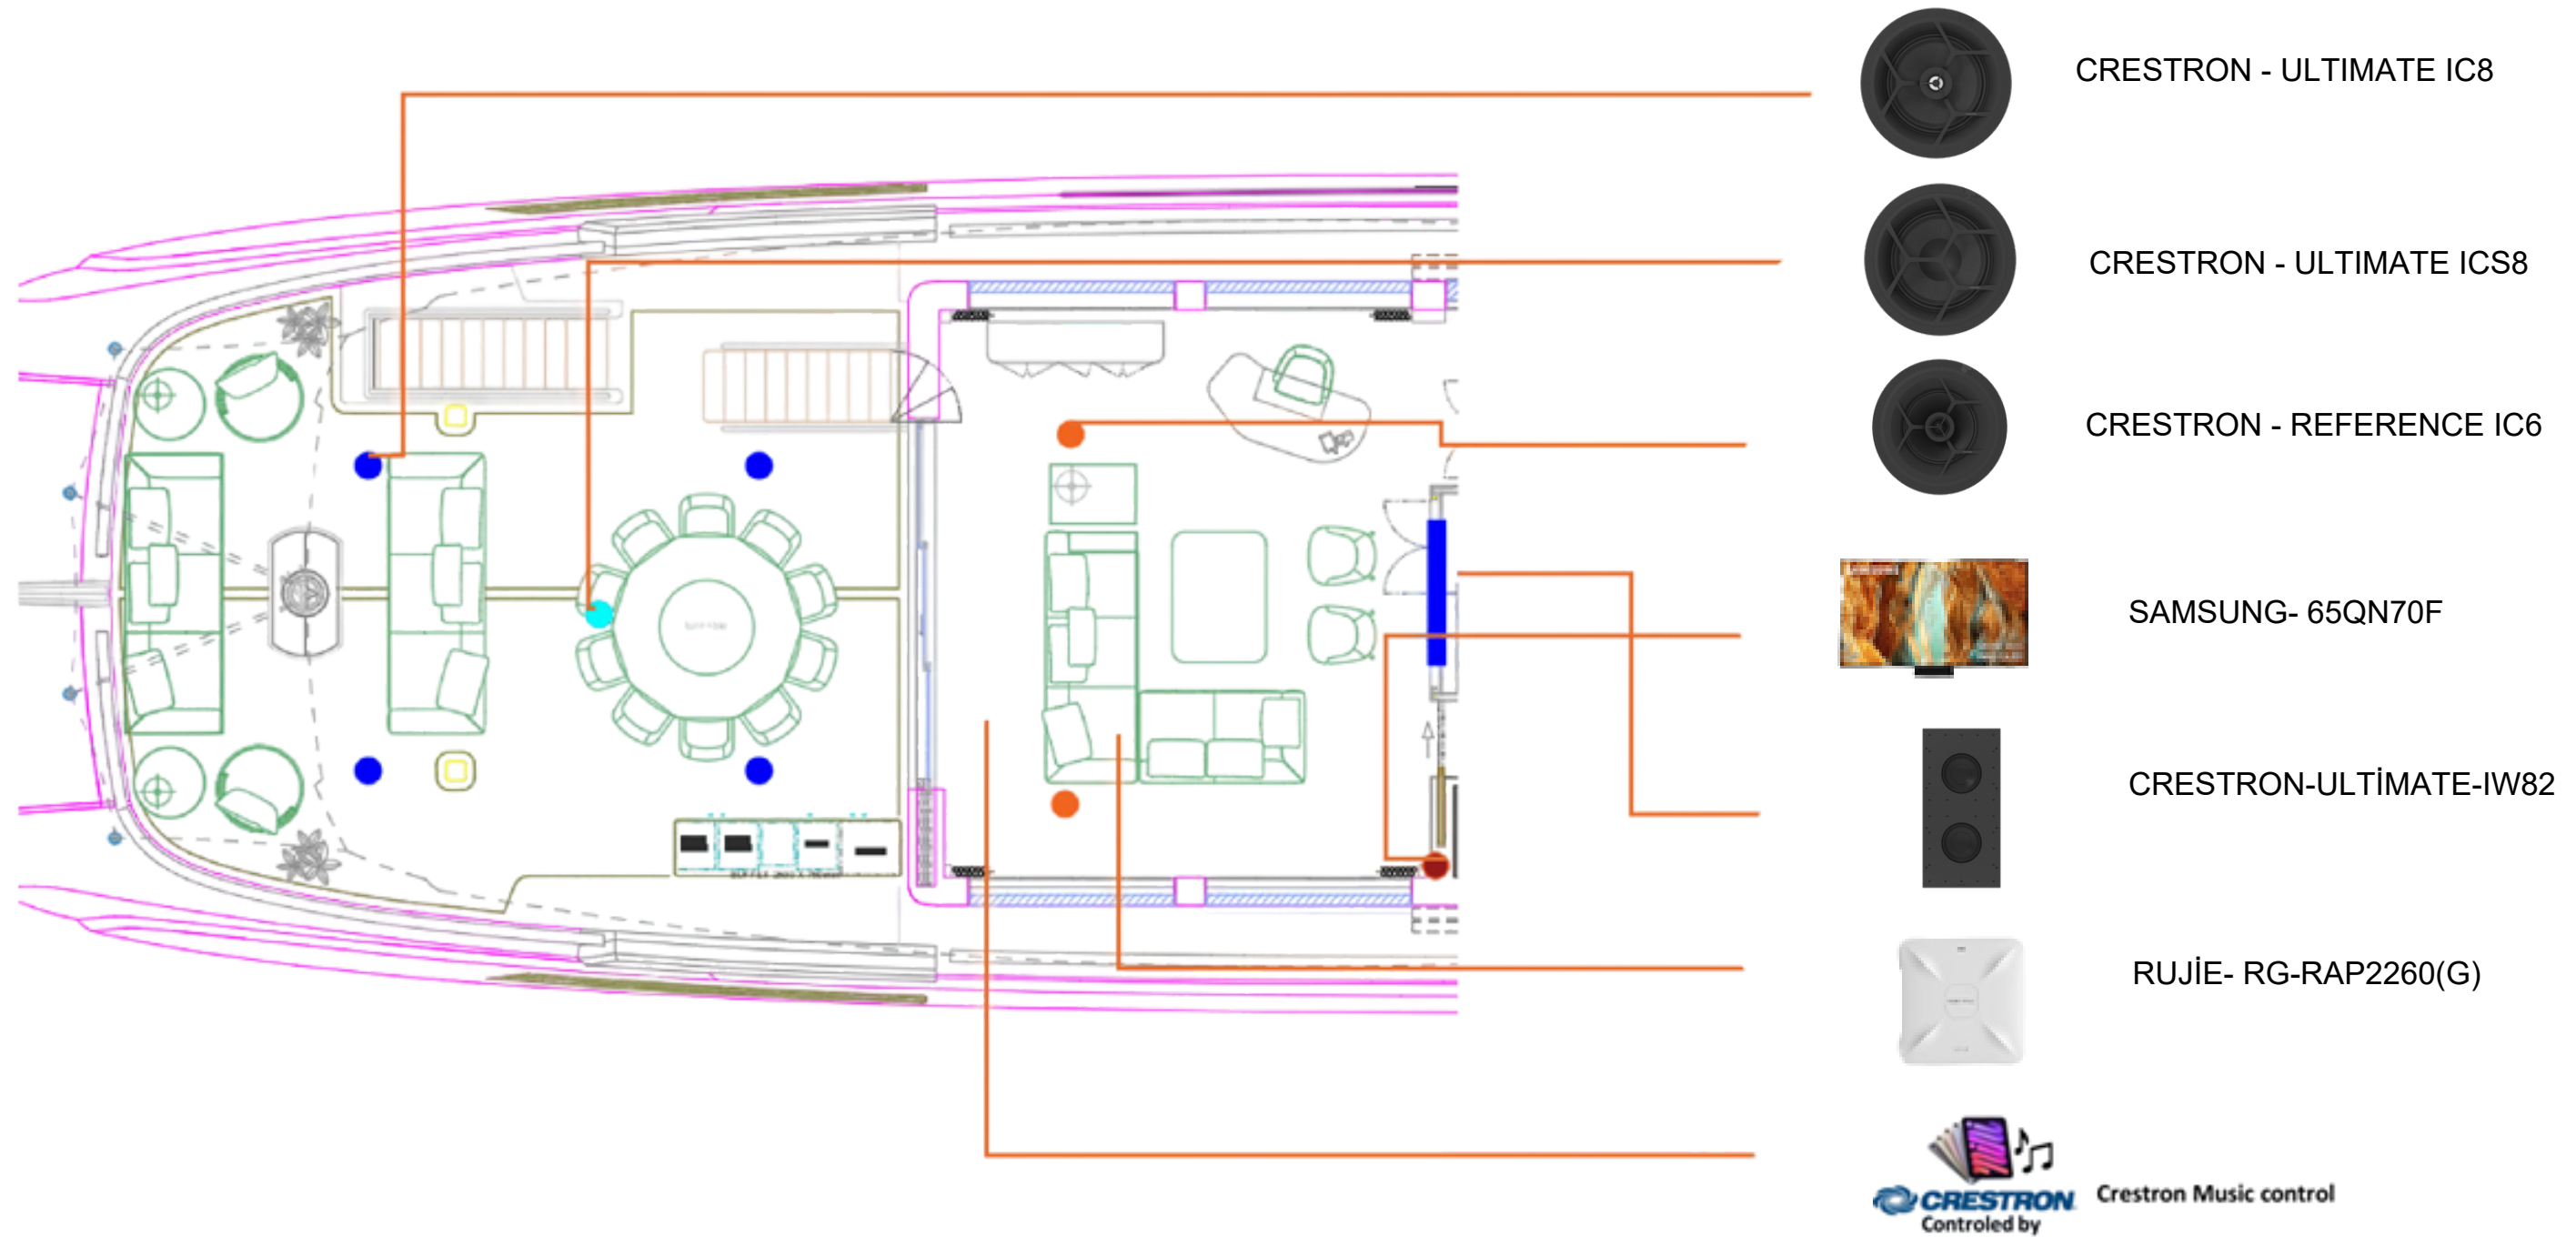 CRESTRON - ULTIMATE IC8
CRESTRON - ULTIMATE ICS8
CRESTRON - REFERENCE IC6
SAMSUNG- 65QN70F
CRESTRON-ULTİMATE-IW82
RUJİE- RG-RAP2260(G)
CRESTRON
Controled by
Crestron Music control